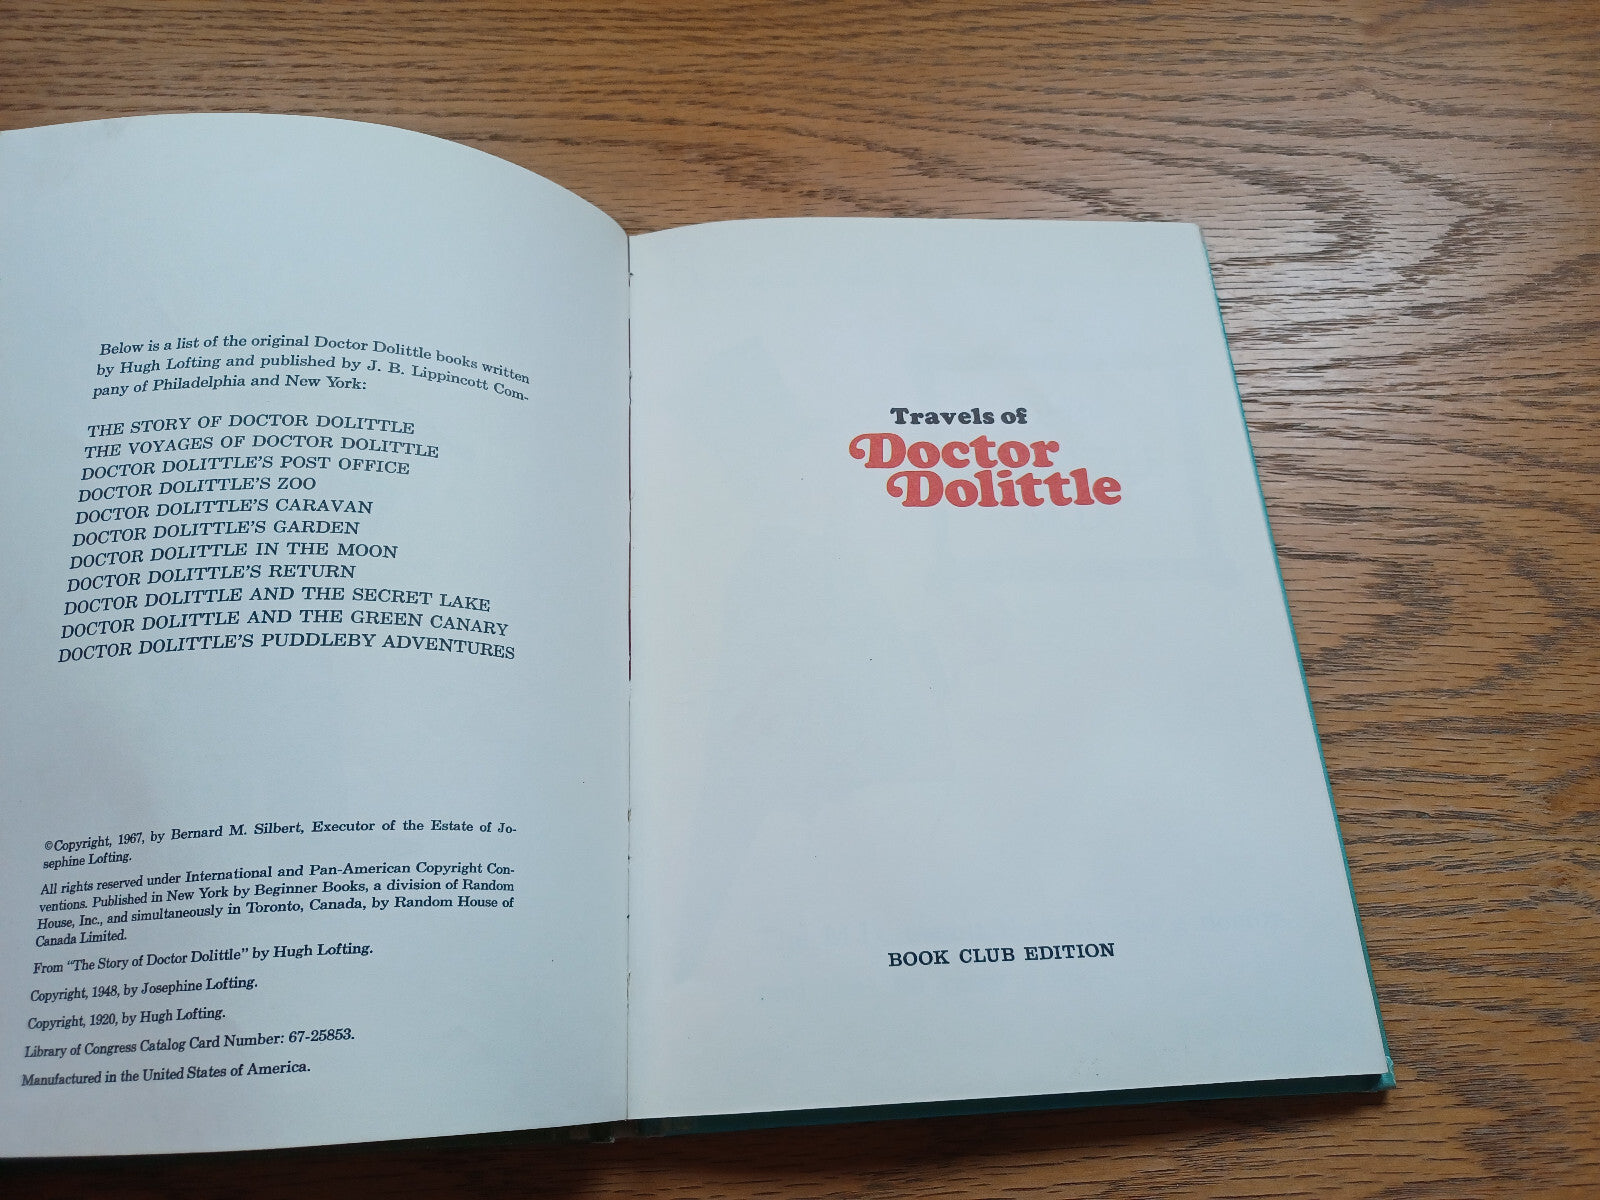 Below is a list of the original Doctor Dolittle books written
by Hugh Lofting and published by J. B. Lippincott Com-
pany of Philadelphia and New York:
THE STORY OF DOCTOR DOLITTLE
THE VOYAGES OF DOCTOR DOLITTLE
DOCTOR DOLITTLE'S POST OFFICE
DOCTOR DOLITTLE'S ZOO
DOCTOR DOLITTLE'S CARAVAN
DOCTOR DOLITTLE'S GARDEN
DOCTOR DOLITTLE IN THE MOON
DOCTOR DOLITTLE'S RETURN
DOCTOR DOLITTLE AND THE SECRET LAKE
DOCTOR DOLITTLE AND THE GREEN CANARY
DOCTOR DOLITTLE'S PUDDLEBY ADVENTURES
©Copyright, 1967, by Bernard M. Silbert, Executor of the Estate of Jo-
sephine Lofting.
All rights reserved under International and Pan-American Copyright Con-
ventions. Published in New York by Beginner Books, a division of Random
House, Inc., and simultaneously in Toronto, Canada, by Random House of
Canada Limited.
From "The Story of Doctor Dolittle" by Hugh Lofting.
Copyright, 1948, by Josephine Lofting.
Copyright, 1920, by Hugh Lofting.
Library of Congress Catalog Card Number: 67-25853.
Manufactured in the United States of America.
Travels of
Doctor
Dolittle
BOOK CLUB EDITION